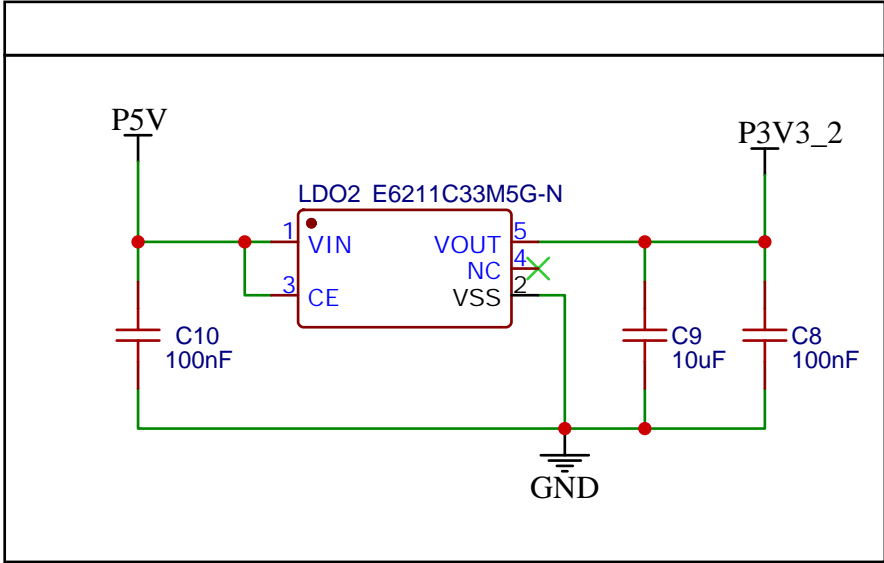 P5V
P3V3_2
LDO2 E6211C33M5G-N
1 VIN VOUT 5
NC 4
3 CE VSS 2
C10
100nF
C9
10uF
C8
100nF
GND